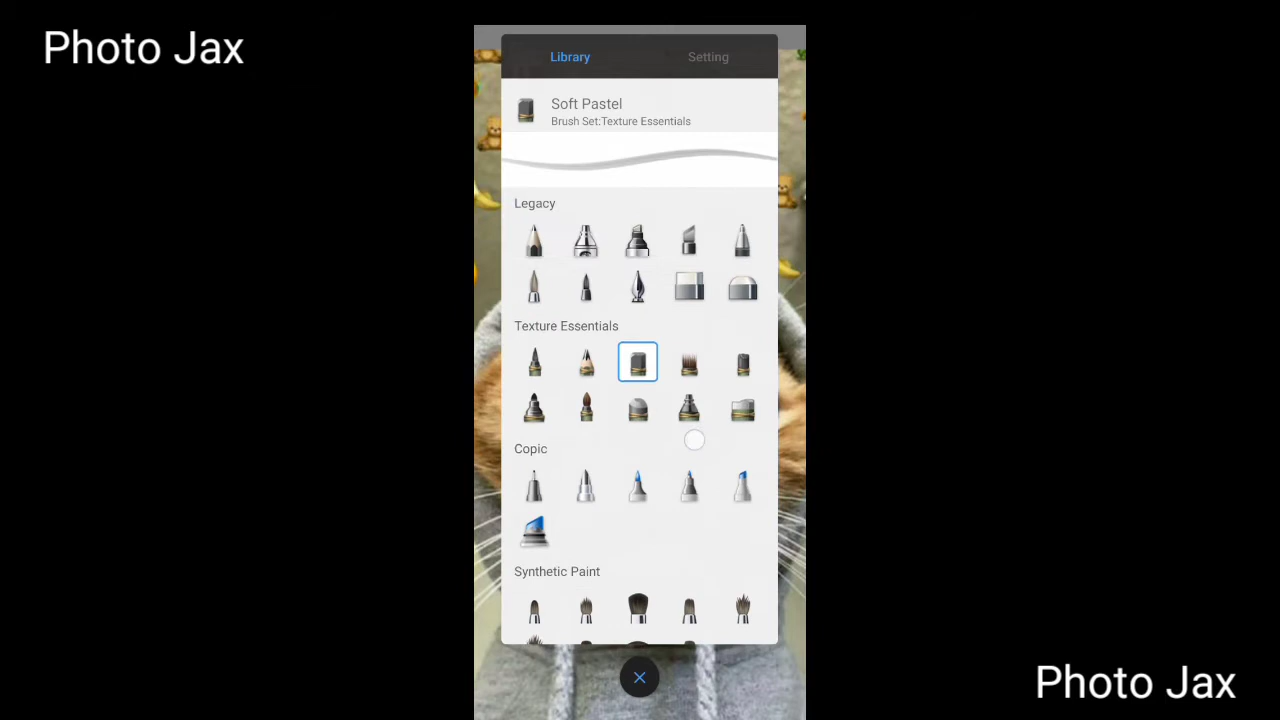 Photo Jax
Library
Setting
Soft Pastel
Brush Set:Texture Essentials
Legacy
Texture Essentials
Copic
Synthetic Paint
Photo Jax